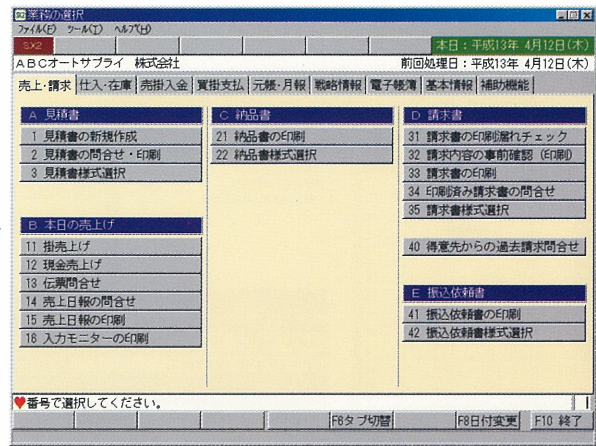 業務の選択
ファイル(F) ツール(T) ヘルプ(H)
SX2
本日：平成13年 4月12日(木)
ABCオートサプライ 株式会社
前回処理日：平成13年 4月12日(木)
売上・請求 仕入・在庫 売掛入金 買掛支払 元帳・月報 戦略情報 電子帳簿 基本情報 補助機能
A 見積書
1 見積書の新規作成
2 見積書の問合せ・印刷
3 見積書様式選択
B 本日の売上げ
11 掛売上げ
12 現金売上げ
13 伝票問合せ
14 売上日報の問合せ
15 売上日報の印刷
16 入力モニターの印刷
C 納品書
21 納品書の印刷
22 納品書様式選択
D 請求書
31 請求書の印刷漏れチェック
32 請求内容の事前確認（印刷）
33 請求書の印刷
34 印刷済み請求書の問合せ
35 請求書様式選択
40 得意先からの過去請求問合せ
E 振込依頼書
41 振込依頼書の印刷
42 振込依頼書様式選択
♥番号で選択してください。
F6タブ切替 F8日付変更 F10 終了